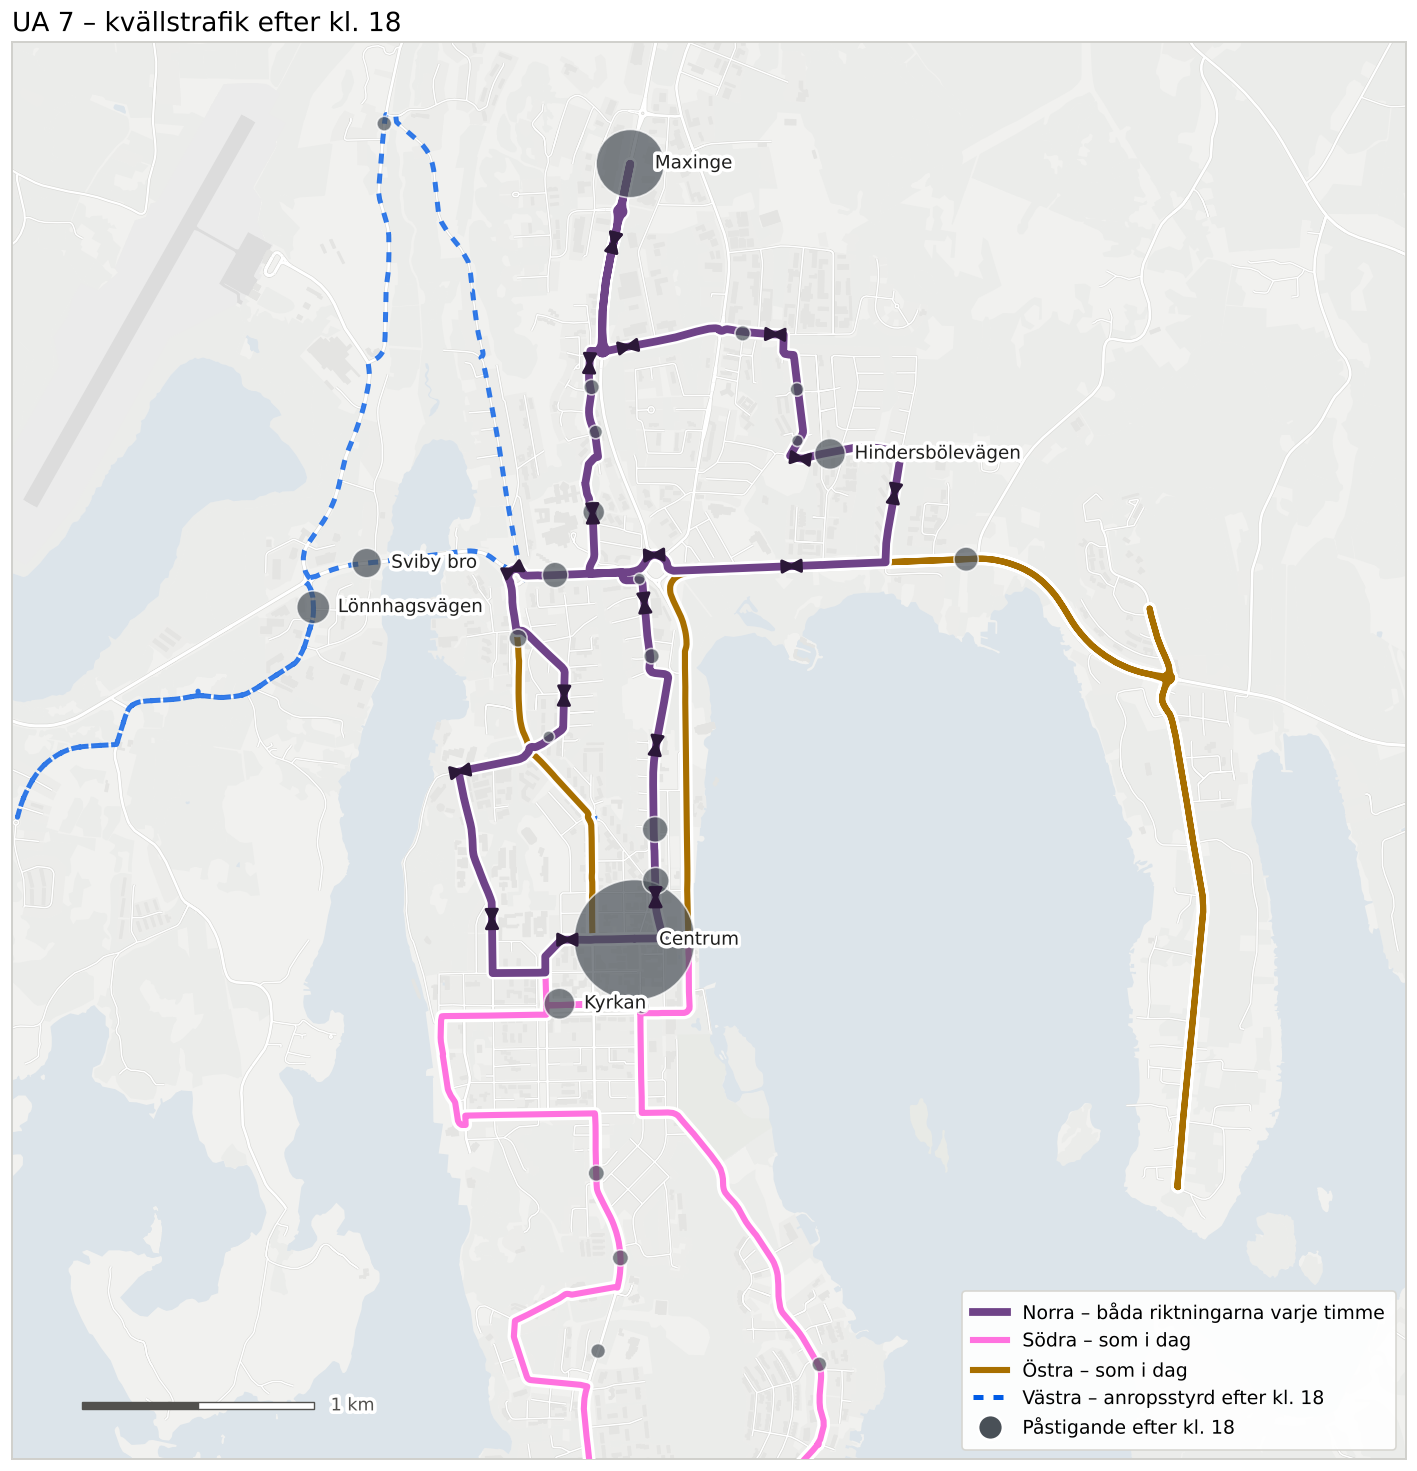 UA 7 – kvällstrafik efter kl. 18
Maxinge
Hindersbölevägen
Sviby bro
Lönnhagsvägen
Centrum
Kyrkan
Norra – båda riktningarna varje timme
Södra – som i dag
Östra – som i dag
Västra – anropsstyrd efter kl. 18
Påstigande efter kl. 18
1 km